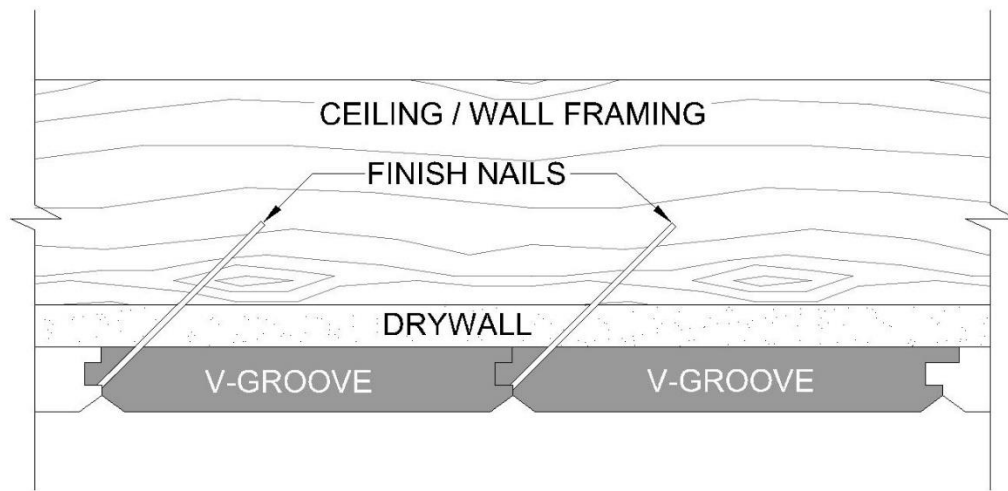 CEILING / WALL FRAMING
FINISH NAILS
DRYWALL
V-GROOVE
V-GROOVE